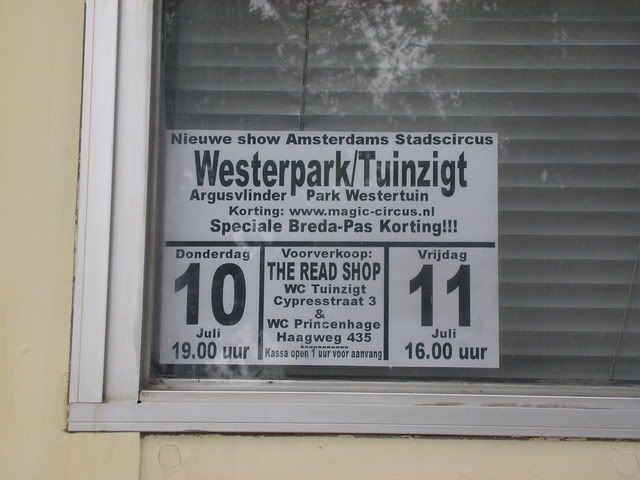 Nieuwe show Amsterdams Stadscircus
Westerpark/Tuinzigt
Argusvlinder Park Westertuin
Korting: www.magic-circus.nl
Speciale Breda-Pas Korting!!!
Donderdag
10
Juli
19.00 uur
Voorverkoop:
THE READ SHOP
WC Tuinzigt
Cypresstraat 3
&
WC Princenhage
Haagweg 435
----------
Kassa open 1 uur voor aanvang
Vrijdag
11
Juli
16.00 uur